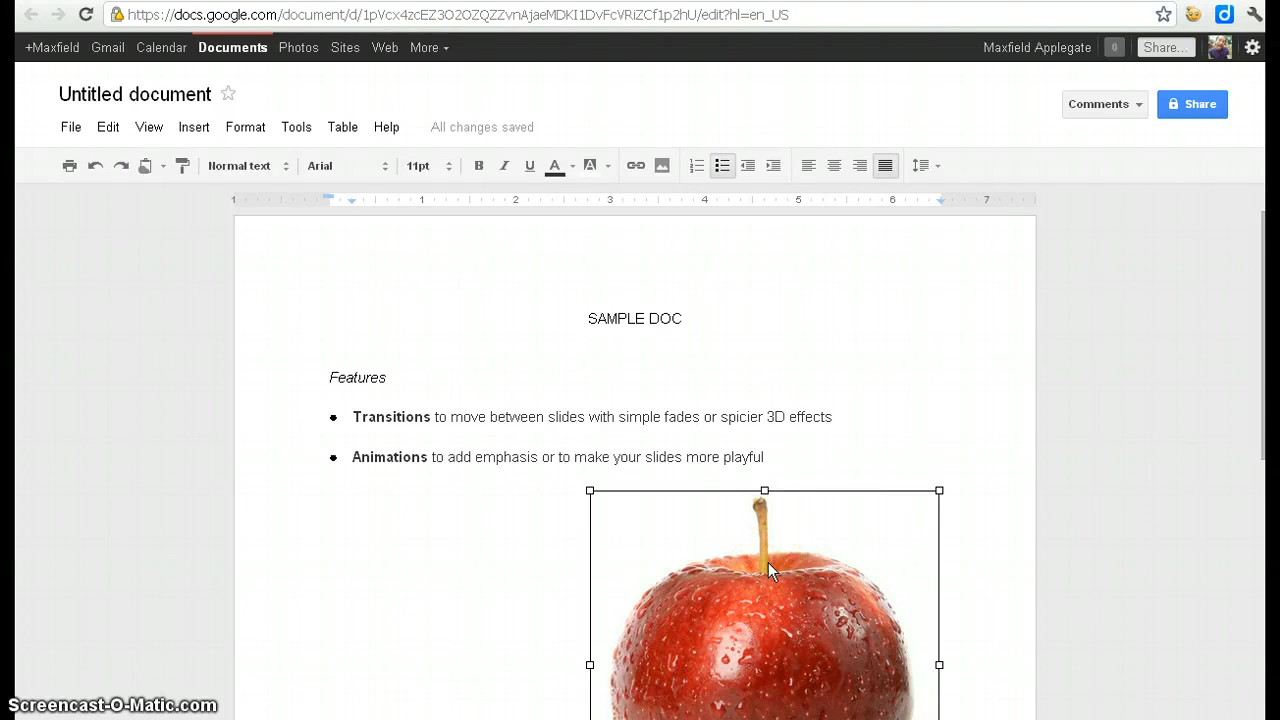 https://docs.google.com/document/d/1pVcx4zcEZ3O2OZQZZvnAjaeMDKI1DvFcVRiZCf1p2hU/edit?hl=en_US
+Maxfield Gmail Calendar Documents Photos Sites Web More Maxfield Applegate 0 Share...
Untitled document
Comments Share
File Edit View Insert Format Tools Table Help All changes saved
Normal text Arial 11pt B I U A A
1 1 2 3 4 5 6 7
SAMPLE DOC
Features
● Transitions to move between slides with simple fades or spicier 3D effects
● Animations to add emphasis or to make your slides more playful
Screencast-O-Matic.com